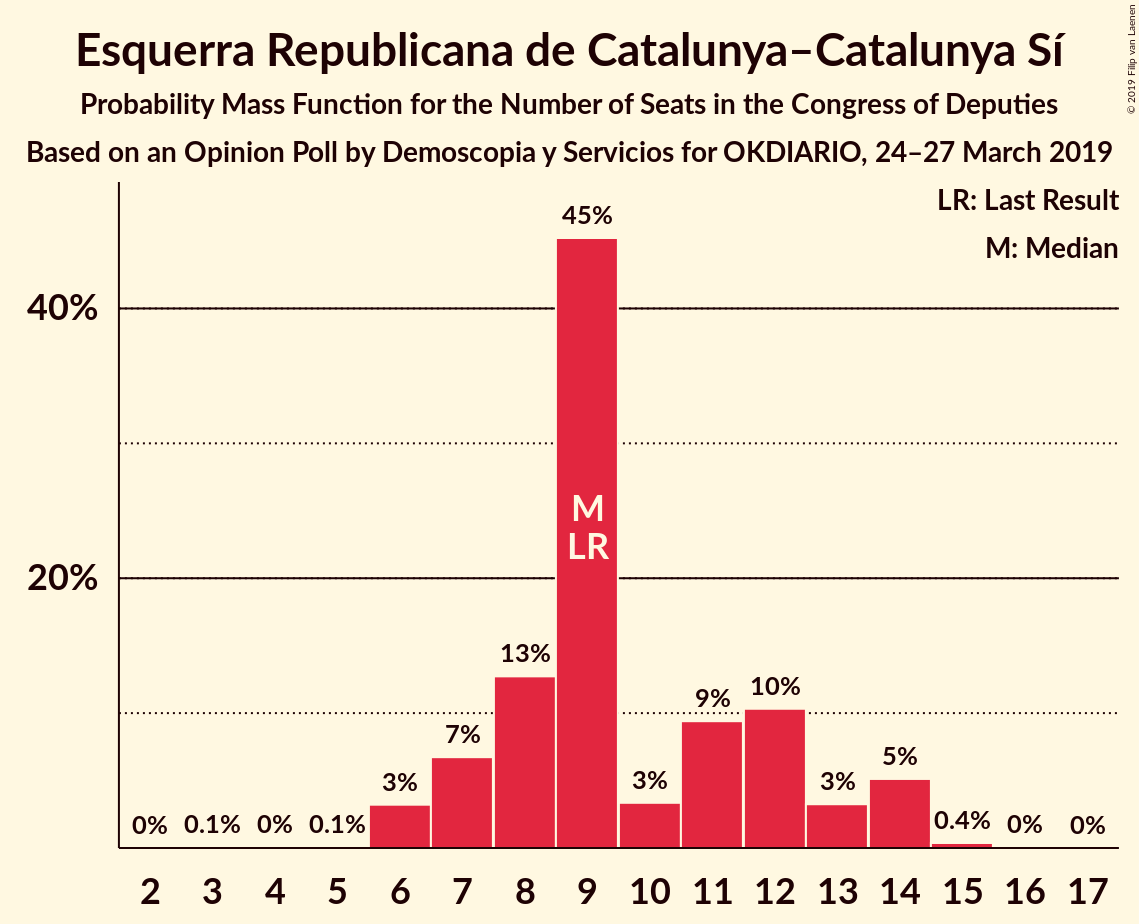 Esquerra Republicana de Catalunya–Catalunya Sí
Probability Mass Function for the Number of Seats in the Congress of Deputies
Based on an Opinion Poll by Demoscopia y Servicios for OKDIARIO, 24–27 March 2019
© 2019 Filip van Laenen
LR: Last Result
M: Median
45%
40%
M
LR
20%
13%
10%
9%
7%
5%
3%
3%
3%
0%
0.1%
0%
0.1%
0.4%
0%
0%
2 3 4 5 6 7 8 9 10 11 12 13 14 15 16 17